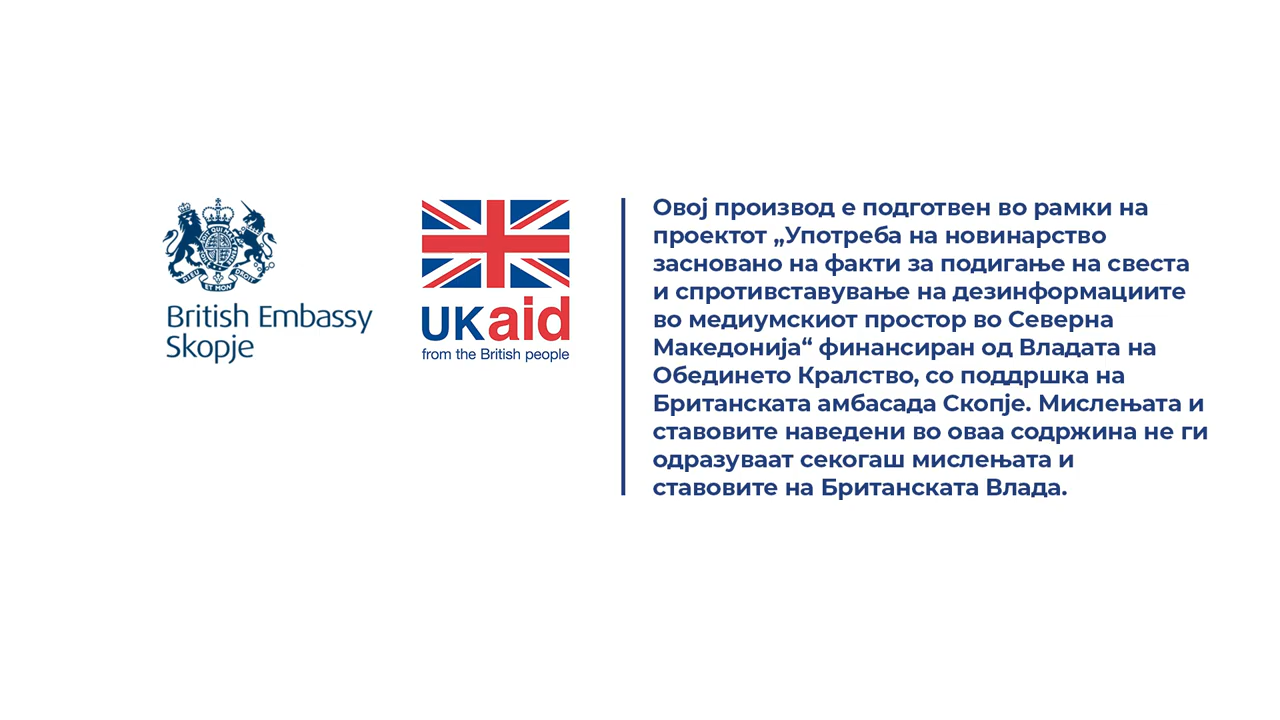 British Embassy
Skopje
UKaid
from the British people
Овој производ е подготвен во рамки на
проектот „Употреба на новинарство
засновано на факти за подигање на свеста
и спротивставување на дезинформациите
во медиумскиот простор во Северна
Македонија“ финансиран од Владата на
Обединето Кралство, со поддршка на
Британската амбасада Скопје. Мислењата и
ставовите наведени во оваа содржина не ги
одразуваат секогаш мислењата и
ставовите на Британската Влада.